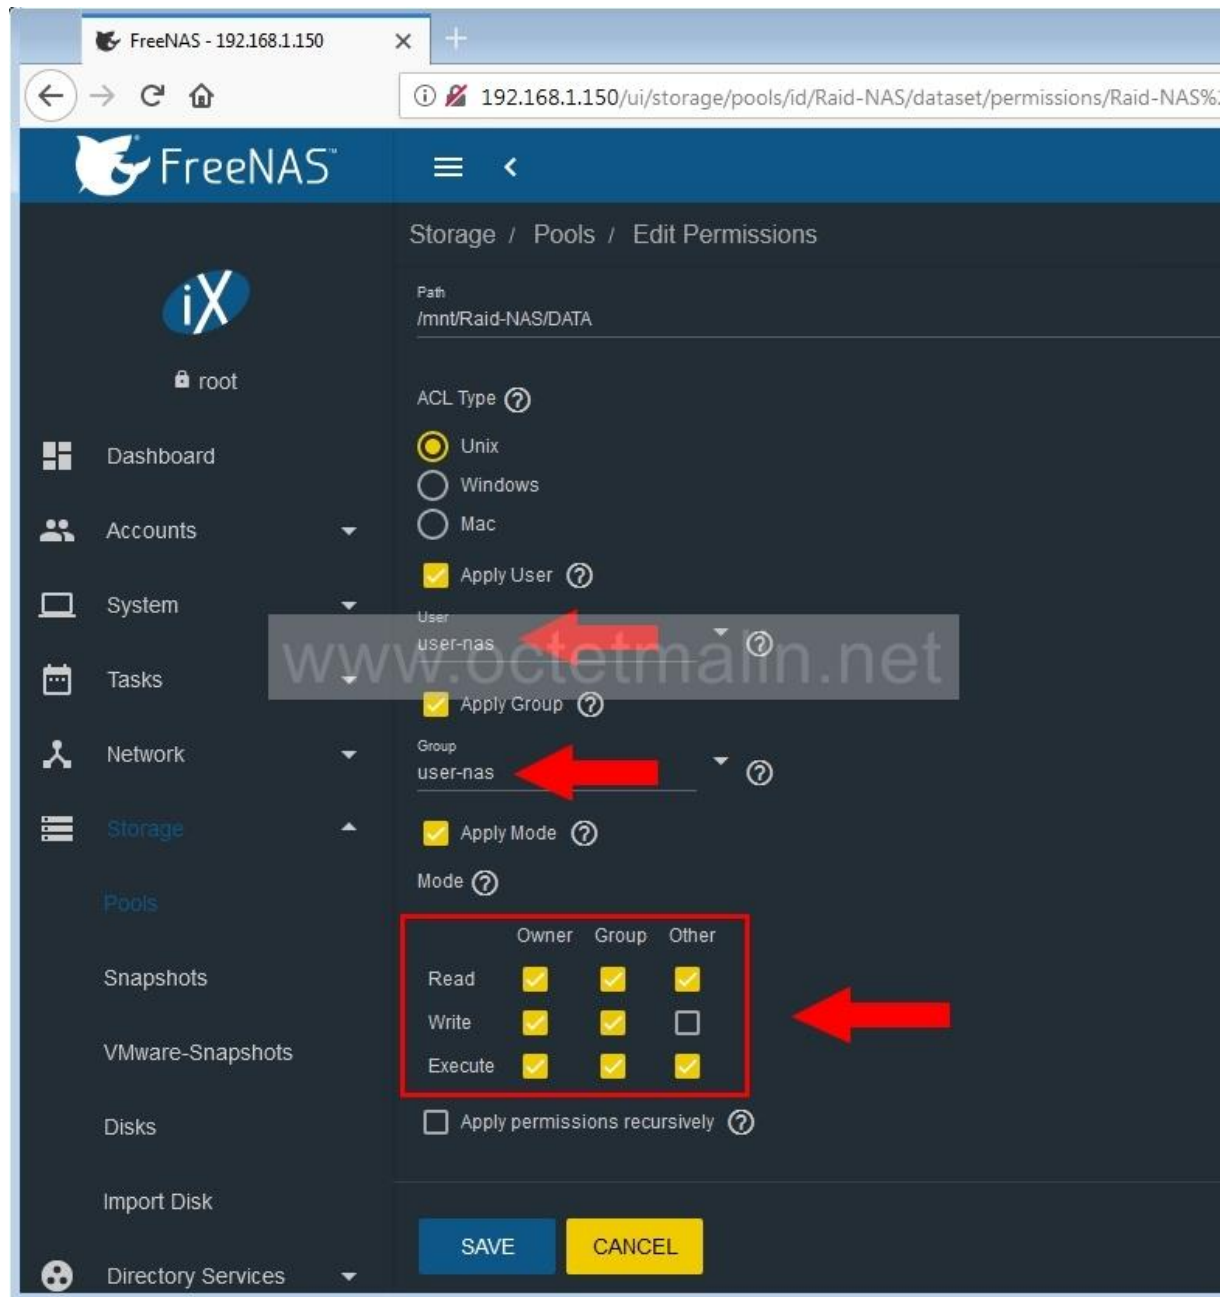 FreeNAS - 192.168.1.150
192.168.1.150/ui/storage/pools/id/Raid-NAS/dataset/permissions/Raid-NAS%
FreeNAS™
Storage / Pools / Edit Permissions
iX
root
Dashboard
Accounts
System
Tasks
Network
Storage
Pools
Snapshots
VMware-Snapshots
Disks
Import Disk
Directory Services
Path
/mnt/Raid-NAS/DATA
ACL Type
Unix
Windows
Mac
Apply User
User
user-nas
www.octetmalin.net
Apply Group
Group
user-nas
Apply Mode
Mode
Owner Group Other
Read
Write
Execute
Apply permissions recursively
SAVE CANCEL